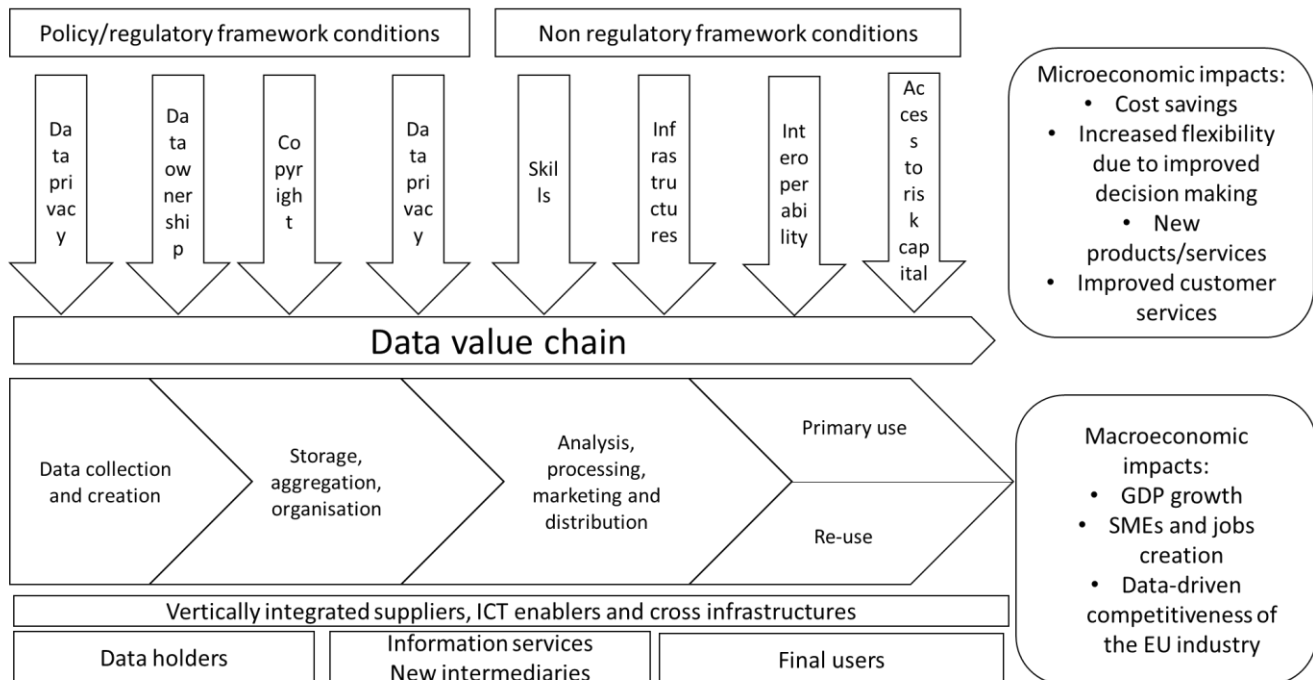 Policy/regulatory framework conditions
Non regulatory framework conditions
Da
ta
pri
vac
y
Da
ta
ow
ner
shi
p
Co
pyr
igh
t
Da
ta
pri
vac
y
Skil
ls
Inf
ras
tru
ctu
res
Int
ero
per
abi
lity
Ac
ces
s
to
ris
k
cap
ital
Microeconomic impacts:
• Cost savings
• Increased flexibility
due to improved
decision making
• New
products/services
• Improved customer
services
Data value chain
Data collection
and creation
Storage,
aggregation,
organisation
Analysis,
processing,
marketing and
distribution
Primary use
Re-use
Macroeconomic
impacts:
• GDP growth
• SMEs and jobs
creation
• Data-driven
competitiveness of
the EU industry
Vertically integrated suppliers, ICT enablers and cross infrastructures
Data holders
Information services
New intermediaries
Final users